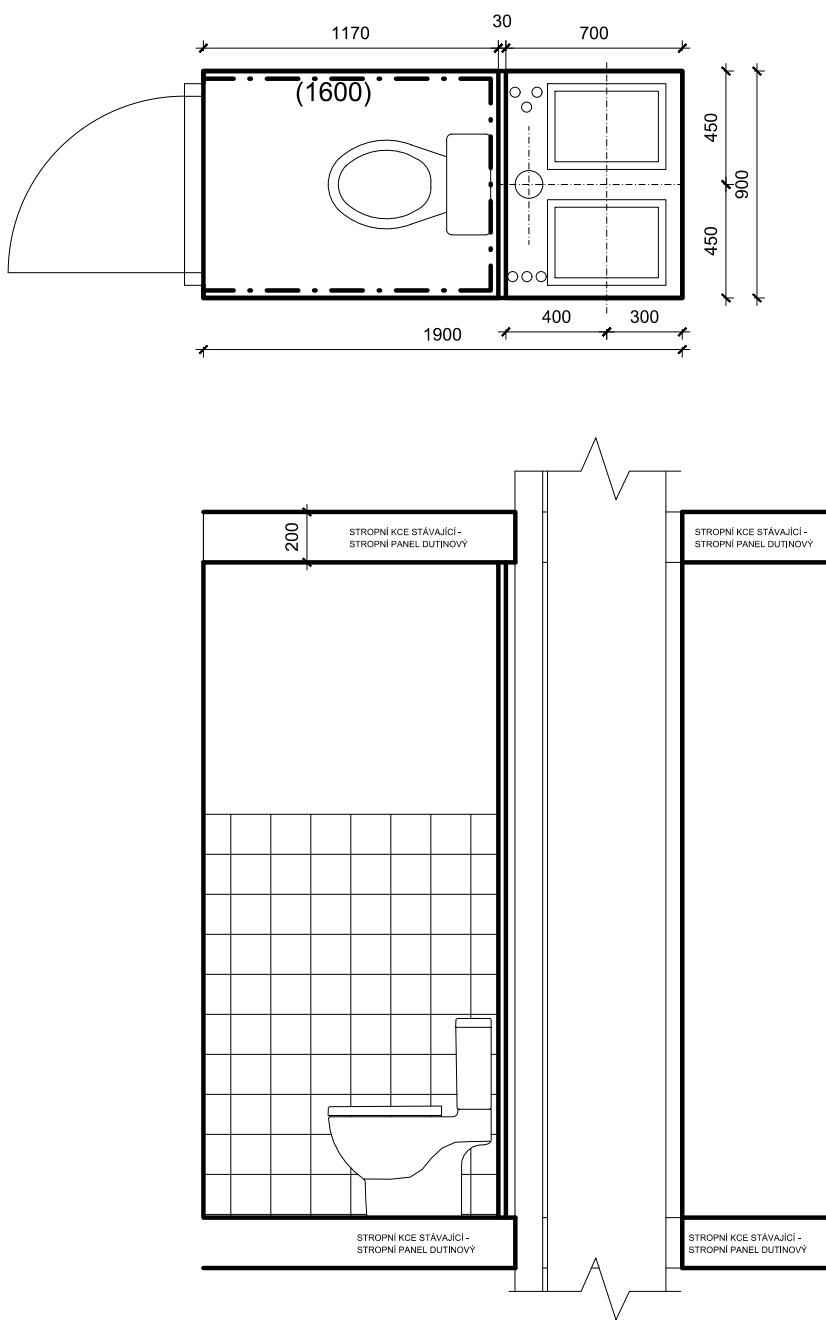 1170
30
700
(1600)
450
900
450
400
300
1900
200
STROPNÍ KCE STÁVAJÍCÍ -
STROPNÍ PANEL DUTINOVÝ
STROPNÍ KCE STÁVAJÍCÍ -
STROPNÍ PANEL DUTINOVÝ
STROPNÍ KCE STÁVAJÍCÍ -
STROPNÍ PANEL DUTINOVÝ
STROPNÍ KCE STÁVAJÍCÍ -
STROPNÍ PANEL DUTINOVÝ